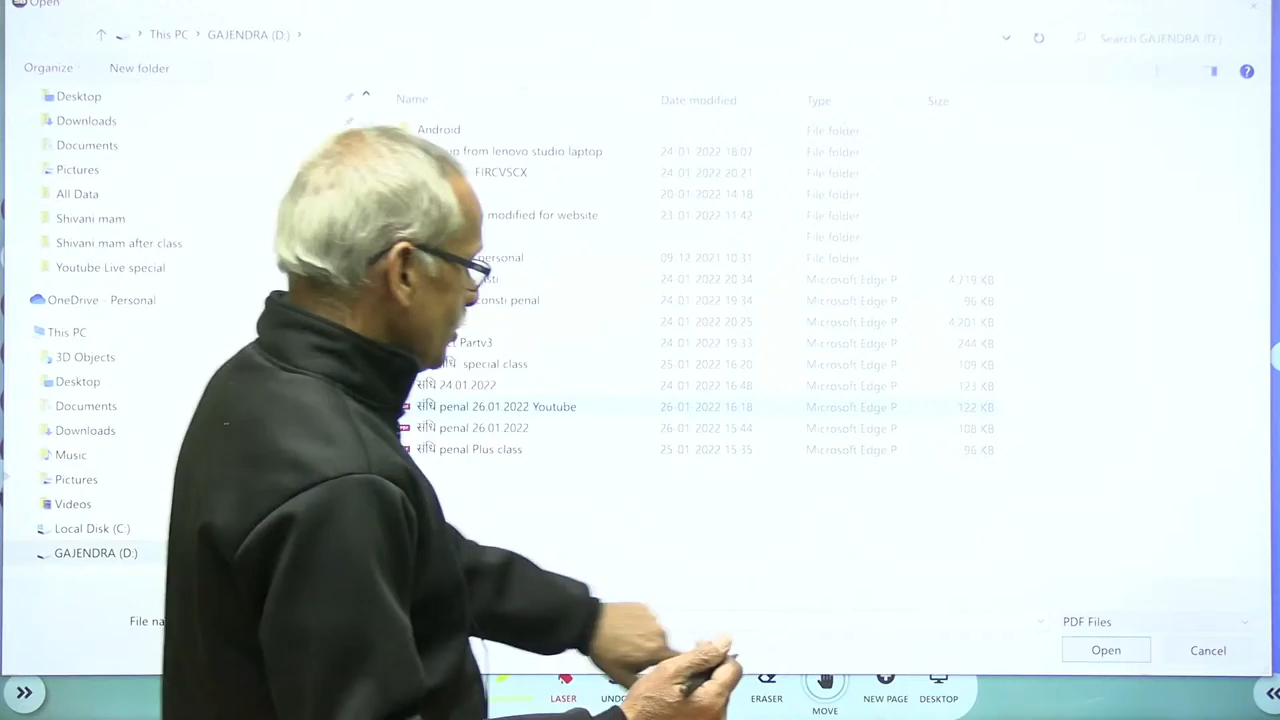 Open
This PC > GAJENDRA (D:) >
Search GAJENDRA (D:)
Organize
New folder
Name
Date modified
Type
Size
Desktop
Downloads
Documents
Pictures
All Data
Shivani mam
Shivani mam after class
Youtube Live special
OneDrive - Personal
This PC
3D Objects
Desktop
Documents
Downloads
Music
Pictures
Videos
Local Disk (C:)
GAJENDRA (D:)
Android File folder
up from lenovo studio laptop 24-01-2022 18:07 File folder
FIRCVSCX 24-01-2022 20:21 File folder
20-01-2022 14:18 File folder
modified for website 23-01-2022 11:42 File folder
File folder
personal 09-12-2021 10:31 File folder
24-01-2022 20:34 Microsoft Edge P 4,719 KB
consti penal 24-01-2022 19:34 Microsoft Edge P 96 KB
24-01-2022 20:25 Microsoft Edge P 4,201 KB
Partv3 24-01-2022 19:33 Microsoft Edge P 244 KB
special class 25-01-2022 16:20 Microsoft Edge P 109 KB
संधि 24.01.2022 24-01-2022 16:48 Microsoft Edge P 123 KB
संधि penal 26.01.2022 Youtube 26-01-2022 16:18 Microsoft Edge P 122 KB
संधि penal 26.01.2022 26-01-2022 15:44 Microsoft Edge P 108 KB
संधि penal Plus class 25-01-2022 15:35 Microsoft Edge P 96 KB
File na
PDF Files
Open
Cancel
LASER
UNDO
ERASER
MOVE
NEW PAGE
DESKTOP